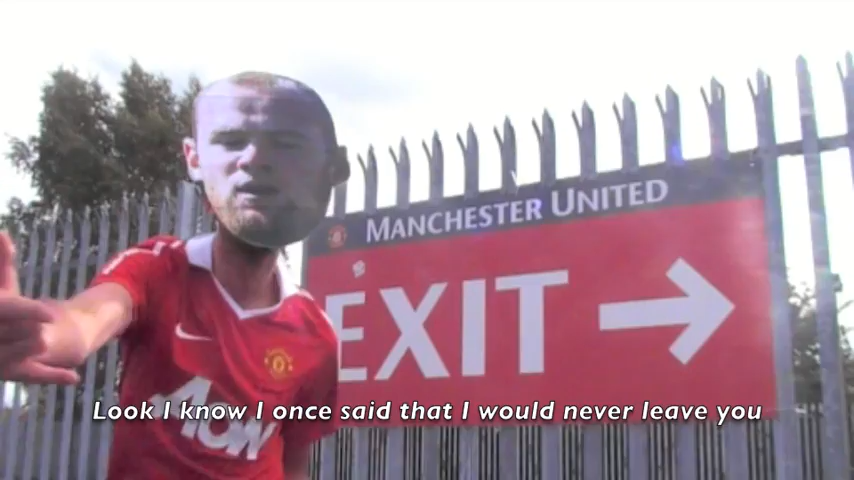 MANCHESTER UNITED
EXIT
AON
Look I know I once said that I would never leave you